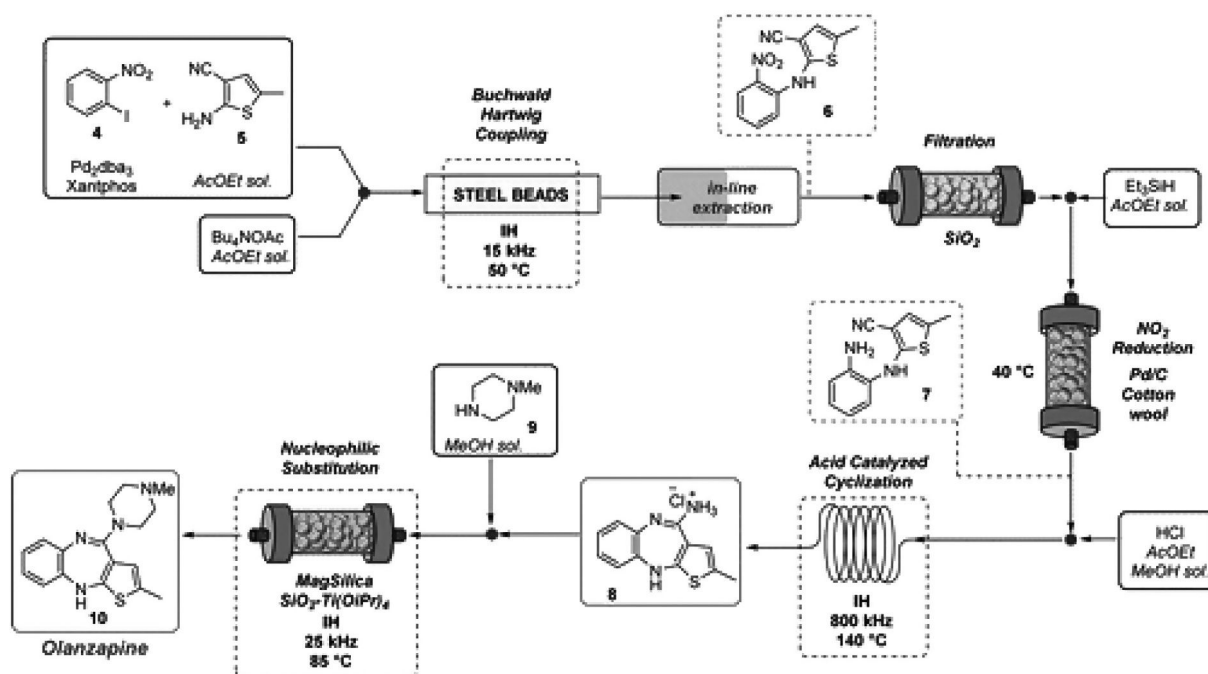 NO₂
I
4
+
CN
H₂N
S
5
Pd₂dba₃
Xantphos
AcOEt sol.
Bu₄NOAc
AcOEt sol.
Buchwald
Hartwig
Coupling
STEEL BEADS
IH
15 kHz
50 °C
in-line
extraction
CN
NO₂
S
NH
6
Filtration
SiO₂
Et₃SiH
AcOEt sol.
NO₂
Reduction
Pd/C
Cotton
wool
40 °C
NC
NH₂
S
NH
7
HCl
AcOEt
MeOH sol.
Acid Catalyzed
Cyclization
IH
800 kHz
140 °C
Cl⁻
⁺NH₃
N
N
H
S
8
NMe
HN
9
MeOH sol.
Nucleophilic
Substitution
MagSilica
SiO₂-Ti(OiPr)₄
IH
25 kHz
85 °C
NMe
N
N
N
H
S
10
Olanzapine